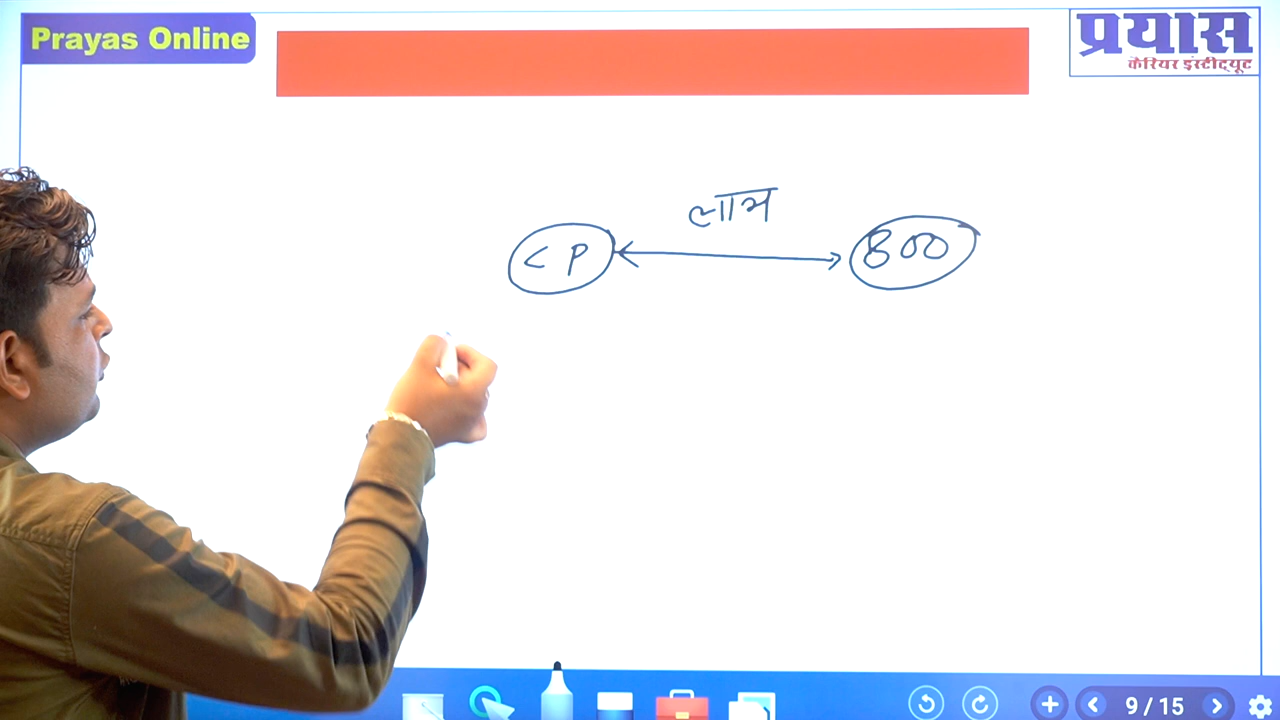 Prayas Online
प्रयास
कैरियर इंस्टीट्यूट
लाभ
CP
800
9 / 15